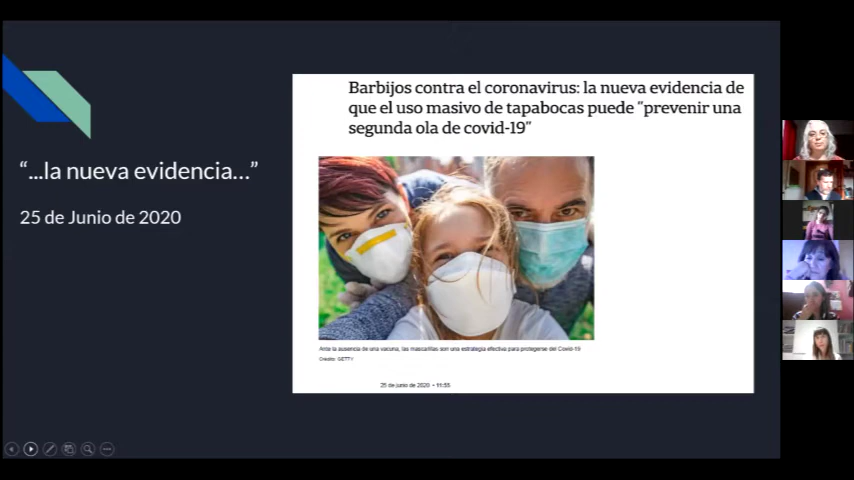 “...la nueva evidencia...”
25 de Junio de 2020
Barbijos contra el coronavirus: la nueva evidencia de
que el uso masivo de tapabocas puede “prevenir una
segunda ola de covid-19”
Ante la ausencia de una vacuna, las mascarillas son una estrategia efectiva para protegerse del Covid-19
Crédito: GETTY
25 de junio de 2020 • 11:55